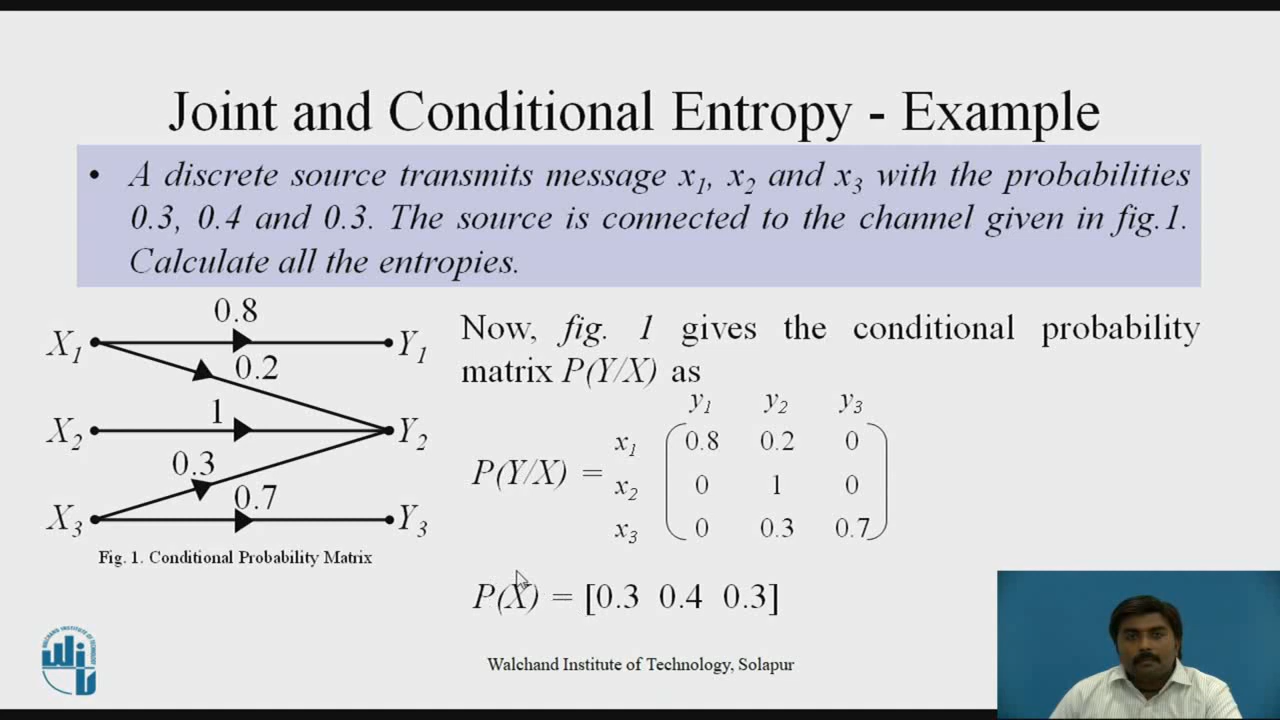 Joint and Conditional Entropy - Example
• A discrete source transmits message x1, x2 and x3 with the probabilities
0.3, 0.4 and 0.3. The source is connected to the channel given in fig.1.
Calculate all the entropies.
X1 0.8 Y1
0.2
X2 1 Y2
0.3
0.7
X3 Y3
Fig. 1. Conditional Probability Matrix
Now, fig. 1 gives the conditional probability
matrix P(Y/X) as
y1 y2 y3
x1 0.8 0.2 0
P(Y/X) = x2 0 1 0
x3 0 0.3 0.7
P(X) = [0.3 0.4 0.3]
WALCHAND INSTITUTE OF TECHNOLOGY
WIT
Walchand Institute of Technology, Solapur